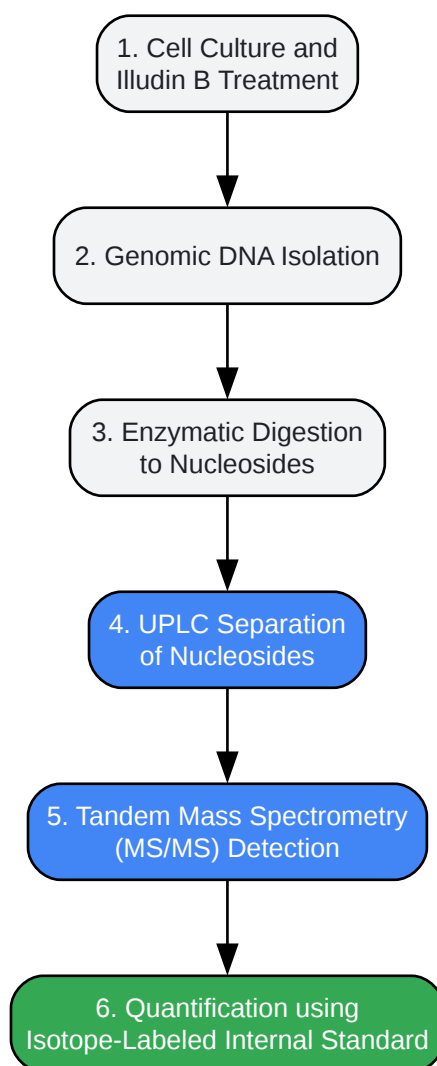 1. Cell Culture and
Illudin B Treatment
2. Genomic DNA Isolation
3. Enzymatic Digestion
to Nucleosides
4. UPLC Separation
of Nucleosides
5. Tandem Mass Spectrometry
(MS/MS) Detection
6. Quantification using
Isotope-Labeled Internal Standard